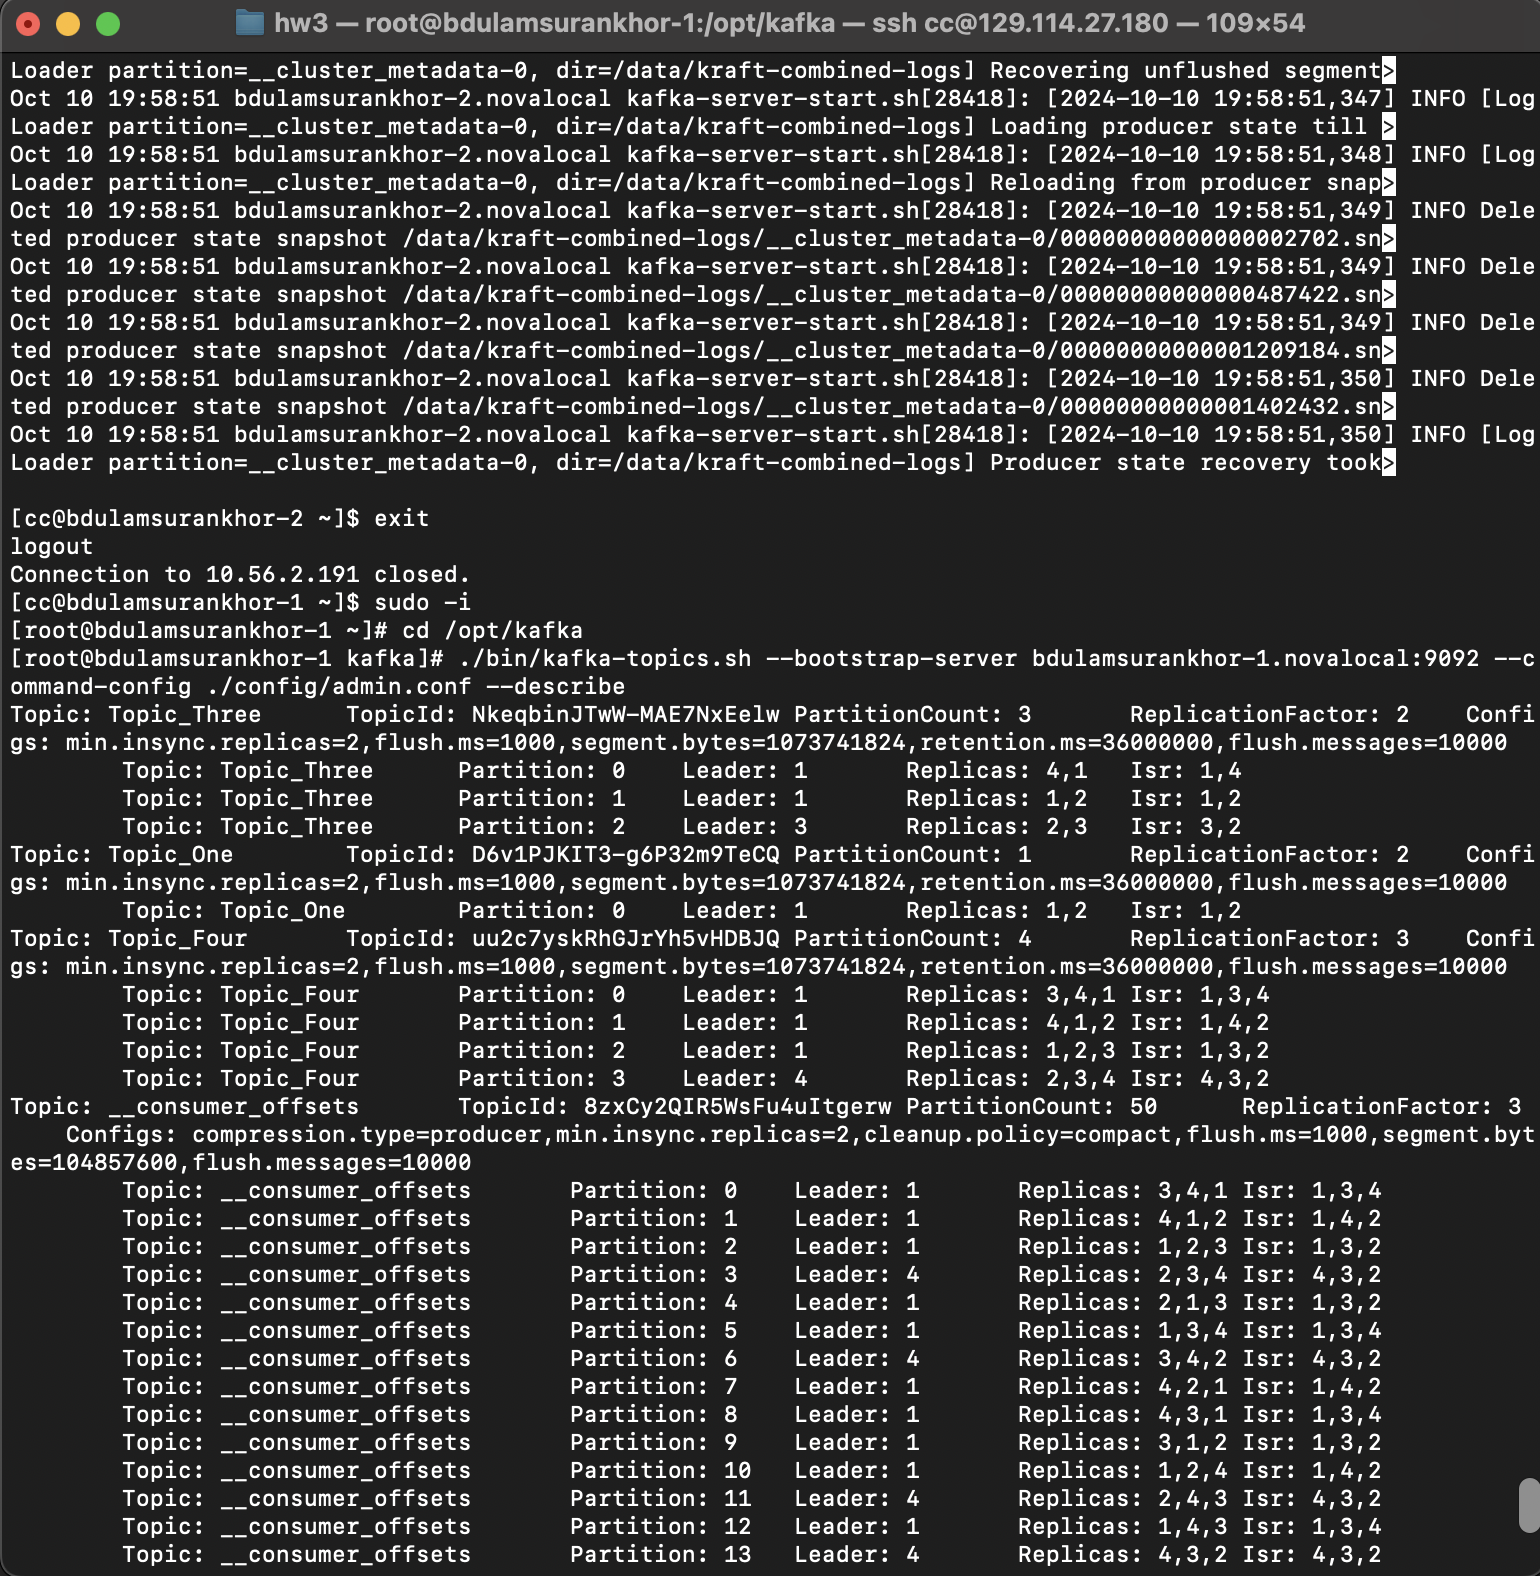 hw3 — root@bdulamsurankhor-1:/opt/kafka — ssh cc@129.114.27.180 — 109×54
Loader partition=__cluster_metadata-0, dir=/data/kraft-combined-logs] Recovering unflushed segment>
Oct 10 19:58:51 bdulamsurankhor-2.novalocal kafka-server-start.sh[28418]: [2024-10-10 19:58:51,347] INFO [Log
Loader partition=__cluster_metadata-0, dir=/data/kraft-combined-logs] Loading producer state till >
Oct 10 19:58:51 bdulamsurankhor-2.novalocal kafka-server-start.sh[28418]: [2024-10-10 19:58:51,348] INFO [Log
Loader partition=__cluster_metadata-0, dir=/data/kraft-combined-logs] Reloading from producer snap>
Oct 10 19:58:51 bdulamsurankhor-2.novalocal kafka-server-start.sh[28418]: [2024-10-10 19:58:51,349] INFO Dele
ted producer state snapshot /data/kraft-combined-logs/__cluster_metadata-0/00000000000000002702.sn>
Oct 10 19:58:51 bdulamsurankhor-2.novalocal kafka-server-start.sh[28418]: [2024-10-10 19:58:51,349] INFO Dele
ted producer state snapshot /data/kraft-combined-logs/__cluster_metadata-0/00000000000000487422.sn>
Oct 10 19:58:51 bdulamsurankhor-2.novalocal kafka-server-start.sh[28418]: [2024-10-10 19:58:51,349] INFO Dele
ted producer state snapshot /data/kraft-combined-logs/__cluster_metadata-0/00000000000001209184.sn>
Oct 10 19:58:51 bdulamsurankhor-2.novalocal kafka-server-start.sh[28418]: [2024-10-10 19:58:51,350] INFO Dele
ted producer state snapshot /data/kraft-combined-logs/__cluster_metadata-0/00000000000001402432.sn>
Oct 10 19:58:51 bdulamsurankhor-2.novalocal kafka-server-start.sh[28418]: [2024-10-10 19:58:51,350] INFO [Log
Loader partition=__cluster_metadata-0, dir=/data/kraft-combined-logs] Producer state recovery took>
[cc@bdulamsurankhor-2 ~]$ exit
logout
Connection to 10.56.2.191 closed.
[cc@bdulamsurankhor-1 ~]$ sudo -i
[root@bdulamsurankhor-1 ~]# cd /opt/kafka
[root@bdulamsurankhor-1 kafka]# ./bin/kafka-topics.sh --bootstrap-server bdulamsurankhor-1.novalocal:9092 --c
ommand-config ./config/admin.conf --describe
Topic: Topic_Three TopicId: NkeqbinJTwW-MAE7NxEelw PartitionCount: 3 ReplicationFactor: 2 Confi
gs: min.insync.replicas=2,flush.ms=1000,segment.bytes=1073741824,retention.ms=36000000,flush.messages=10000
Topic: Topic_Three Partition: 0 Leader: 1 Replicas: 4,1 Isr: 1,4
Topic: Topic_Three Partition: 1 Leader: 1 Replicas: 1,2 Isr: 1,2
Topic: Topic_Three Partition: 2 Leader: 3 Replicas: 2,3 Isr: 3,2
Topic: Topic_One TopicId: D6v1PJKIT3-g6P32m9TeCQ PartitionCount: 1 ReplicationFactor: 2 Confi
gs: min.insync.replicas=2,flush.ms=1000,segment.bytes=1073741824,retention.ms=36000000,flush.messages=10000
Topic: Topic_One Partition: 0 Leader: 1 Replicas: 1,2 Isr: 1,2
Topic: Topic_Four TopicId: uu2c7yskRhGJrYh5vHDBJQ PartitionCount: 4 ReplicationFactor: 3 Confi
gs: min.insync.replicas=2,flush.ms=1000,segment.bytes=1073741824,retention.ms=36000000,flush.messages=10000
Topic: Topic_Four Partition: 0 Leader: 1 Replicas: 3,4,1 Isr: 1,3,4
Topic: Topic_Four Partition: 1 Leader: 1 Replicas: 4,1,2 Isr: 1,4,2
Topic: Topic_Four Partition: 2 Leader: 1 Replicas: 1,2,3 Isr: 1,3,2
Topic: Topic_Four Partition: 3 Leader: 4 Replicas: 2,3,4 Isr: 4,3,2
Topic: __consumer_offsets TopicId: 8zxCy2QIR5WsFu4uItgerw PartitionCount: 50 ReplicationFactor: 3
Configs: compression.type=producer,min.insync.replicas=2,cleanup.policy=compact,flush.ms=1000,segment.byt
es=104857600,flush.messages=10000
Topic: __consumer_offsets Partition: 0 Leader: 1 Replicas: 3,4,1 Isr: 1,3,4
Topic: __consumer_offsets Partition: 1 Leader: 1 Replicas: 4,1,2 Isr: 1,4,2
Topic: __consumer_offsets Partition: 2 Leader: 1 Replicas: 1,2,3 Isr: 1,3,2
Topic: __consumer_offsets Partition: 3 Leader: 4 Replicas: 2,3,4 Isr: 4,3,2
Topic: __consumer_offsets Partition: 4 Leader: 1 Replicas: 2,1,3 Isr: 1,3,2
Topic: __consumer_offsets Partition: 5 Leader: 1 Replicas: 1,3,4 Isr: 1,3,4
Topic: __consumer_offsets Partition: 6 Leader: 4 Replicas: 3,4,2 Isr: 4,3,2
Topic: __consumer_offsets Partition: 7 Leader: 1 Replicas: 4,2,1 Isr: 1,4,2
Topic: __consumer_offsets Partition: 8 Leader: 1 Replicas: 4,3,1 Isr: 1,3,4
Topic: __consumer_offsets Partition: 9 Leader: 1 Replicas: 3,1,2 Isr: 1,3,2
Topic: __consumer_offsets Partition: 10 Leader: 1 Replicas: 1,2,4 Isr: 1,4,2
Topic: __consumer_offsets Partition: 11 Leader: 4 Replicas: 2,4,3 Isr: 4,3,2
Topic: __consumer_offsets Partition: 12 Leader: 1 Replicas: 1,4,3 Isr: 1,3,4
Topic: __consumer_offsets Partition: 13 Leader: 4 Replicas: 4,3,2 Isr: 4,3,2